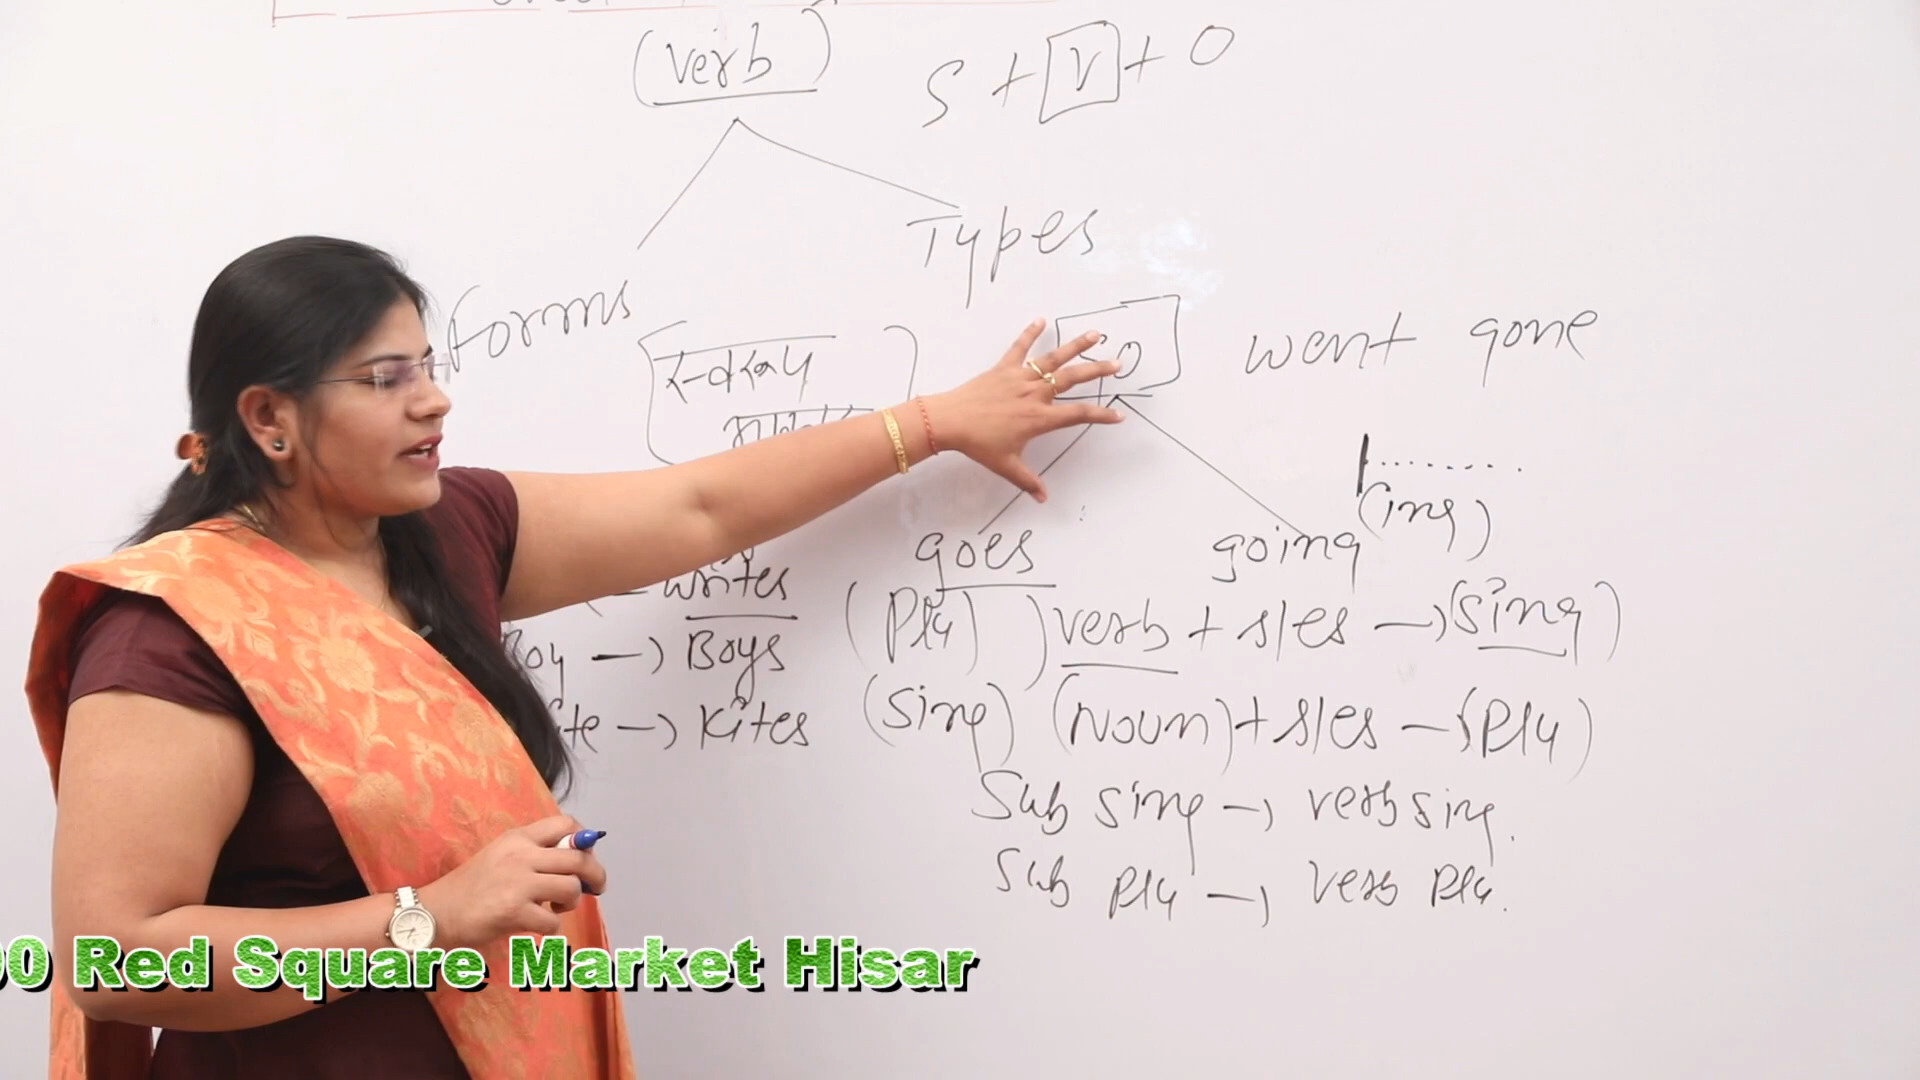 (Verb)
S + V + O
Types
Forms
go went gone
(ing)
goes going
writes
(Plu) verb + s/es → (sing)
Boy → Boys
Kite → Kites
(sing) (Noun) + s/es → (Plu)
Sub sing → verb sing.
Sub Plu → Verb Plu.
Red Square Market Hisar